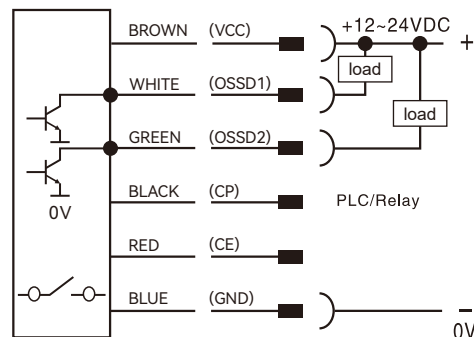 BROWN (VCC) +12~24VDC +
load
WHITE (OSSD1)
load
GREEN (OSSD2)
BLACK (CP) PLC/Relay
0V
RED (CE)
BLUE (GND) −
0V